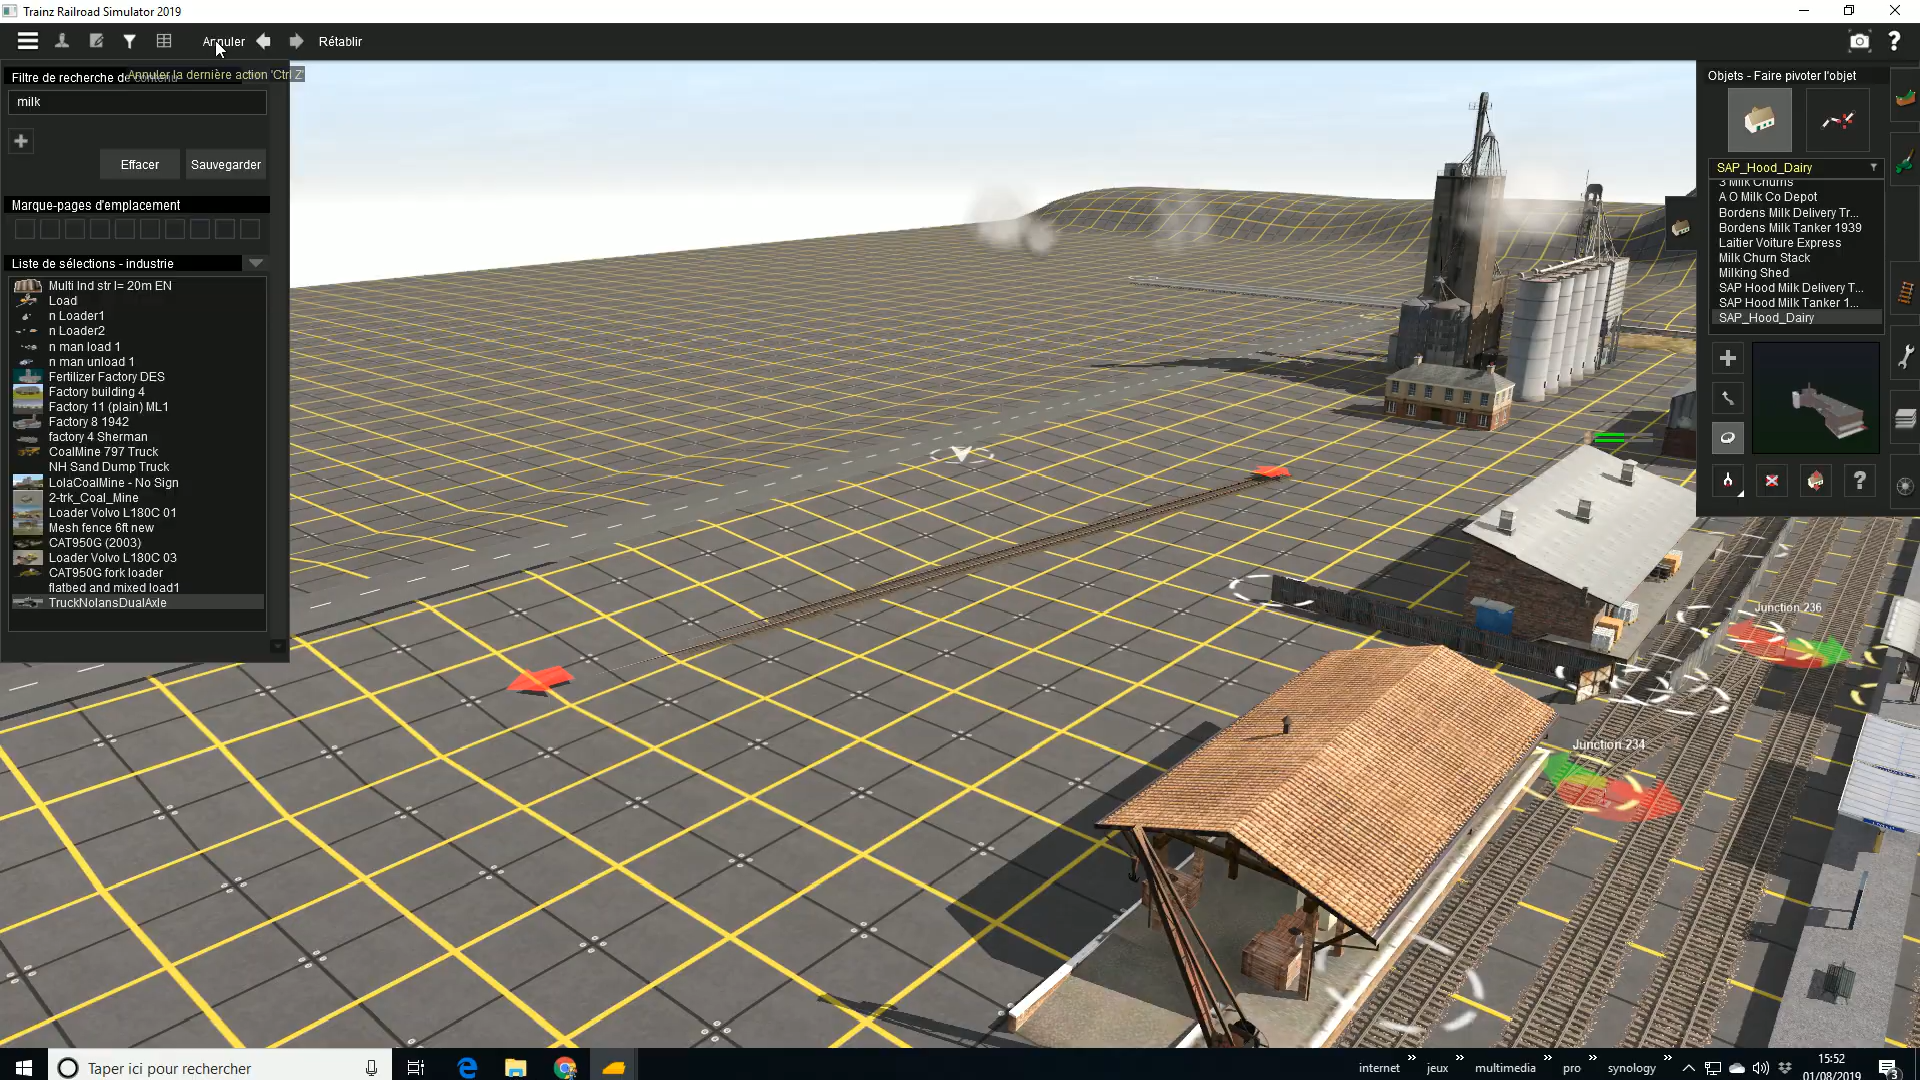 Trainz Railroad Simulator 2019
Annuler
Rétablir
Filtre de recherche de contenu
Annuler la dernière action 'Ctrl Z'
milk
Effacer
Sauvegarder
Marque-pages d'emplacement
Liste de sélections - industrie
Multi Ind str l= 20m EN
Load
n Loader1
n Loader2
n man load 1
n man unload 1
Fertilizer Factory DES
Factory building 4
Factory 11 (plain) ML1
Factory 8 1942
factory 4 Sherman
CoalMine 797 Truck
NH Sand Dump Truck
LolaCoalMine - No Sign
2-trk_Coal_Mine
Loader Volvo L180C 01
Mesh fence 6ft new
CAT950G (2003)
Loader Volvo L180C 03
CAT950G fork loader
flatbed and mixed load1
TruckNolansDualAxle
Objets - Faire pivoter l'objet
SAP_Hood_Dairy
3 Milk Churns
A O Milk Co Depot
Bordens Milk Delivery Tr...
Bordens Milk Tanker 1939
Laitier Voiture Express
Milk Churn Stack
Milking Shed
SAP Hood Milk Delivery T...
SAP Hood Milk Tanker 1...
SAP_Hood_Dairy
Junction 236
Junction 234
Taper ici pour rechercher
internet
jeux
multimedia
pro
synology
15:52
01/08/2019
3